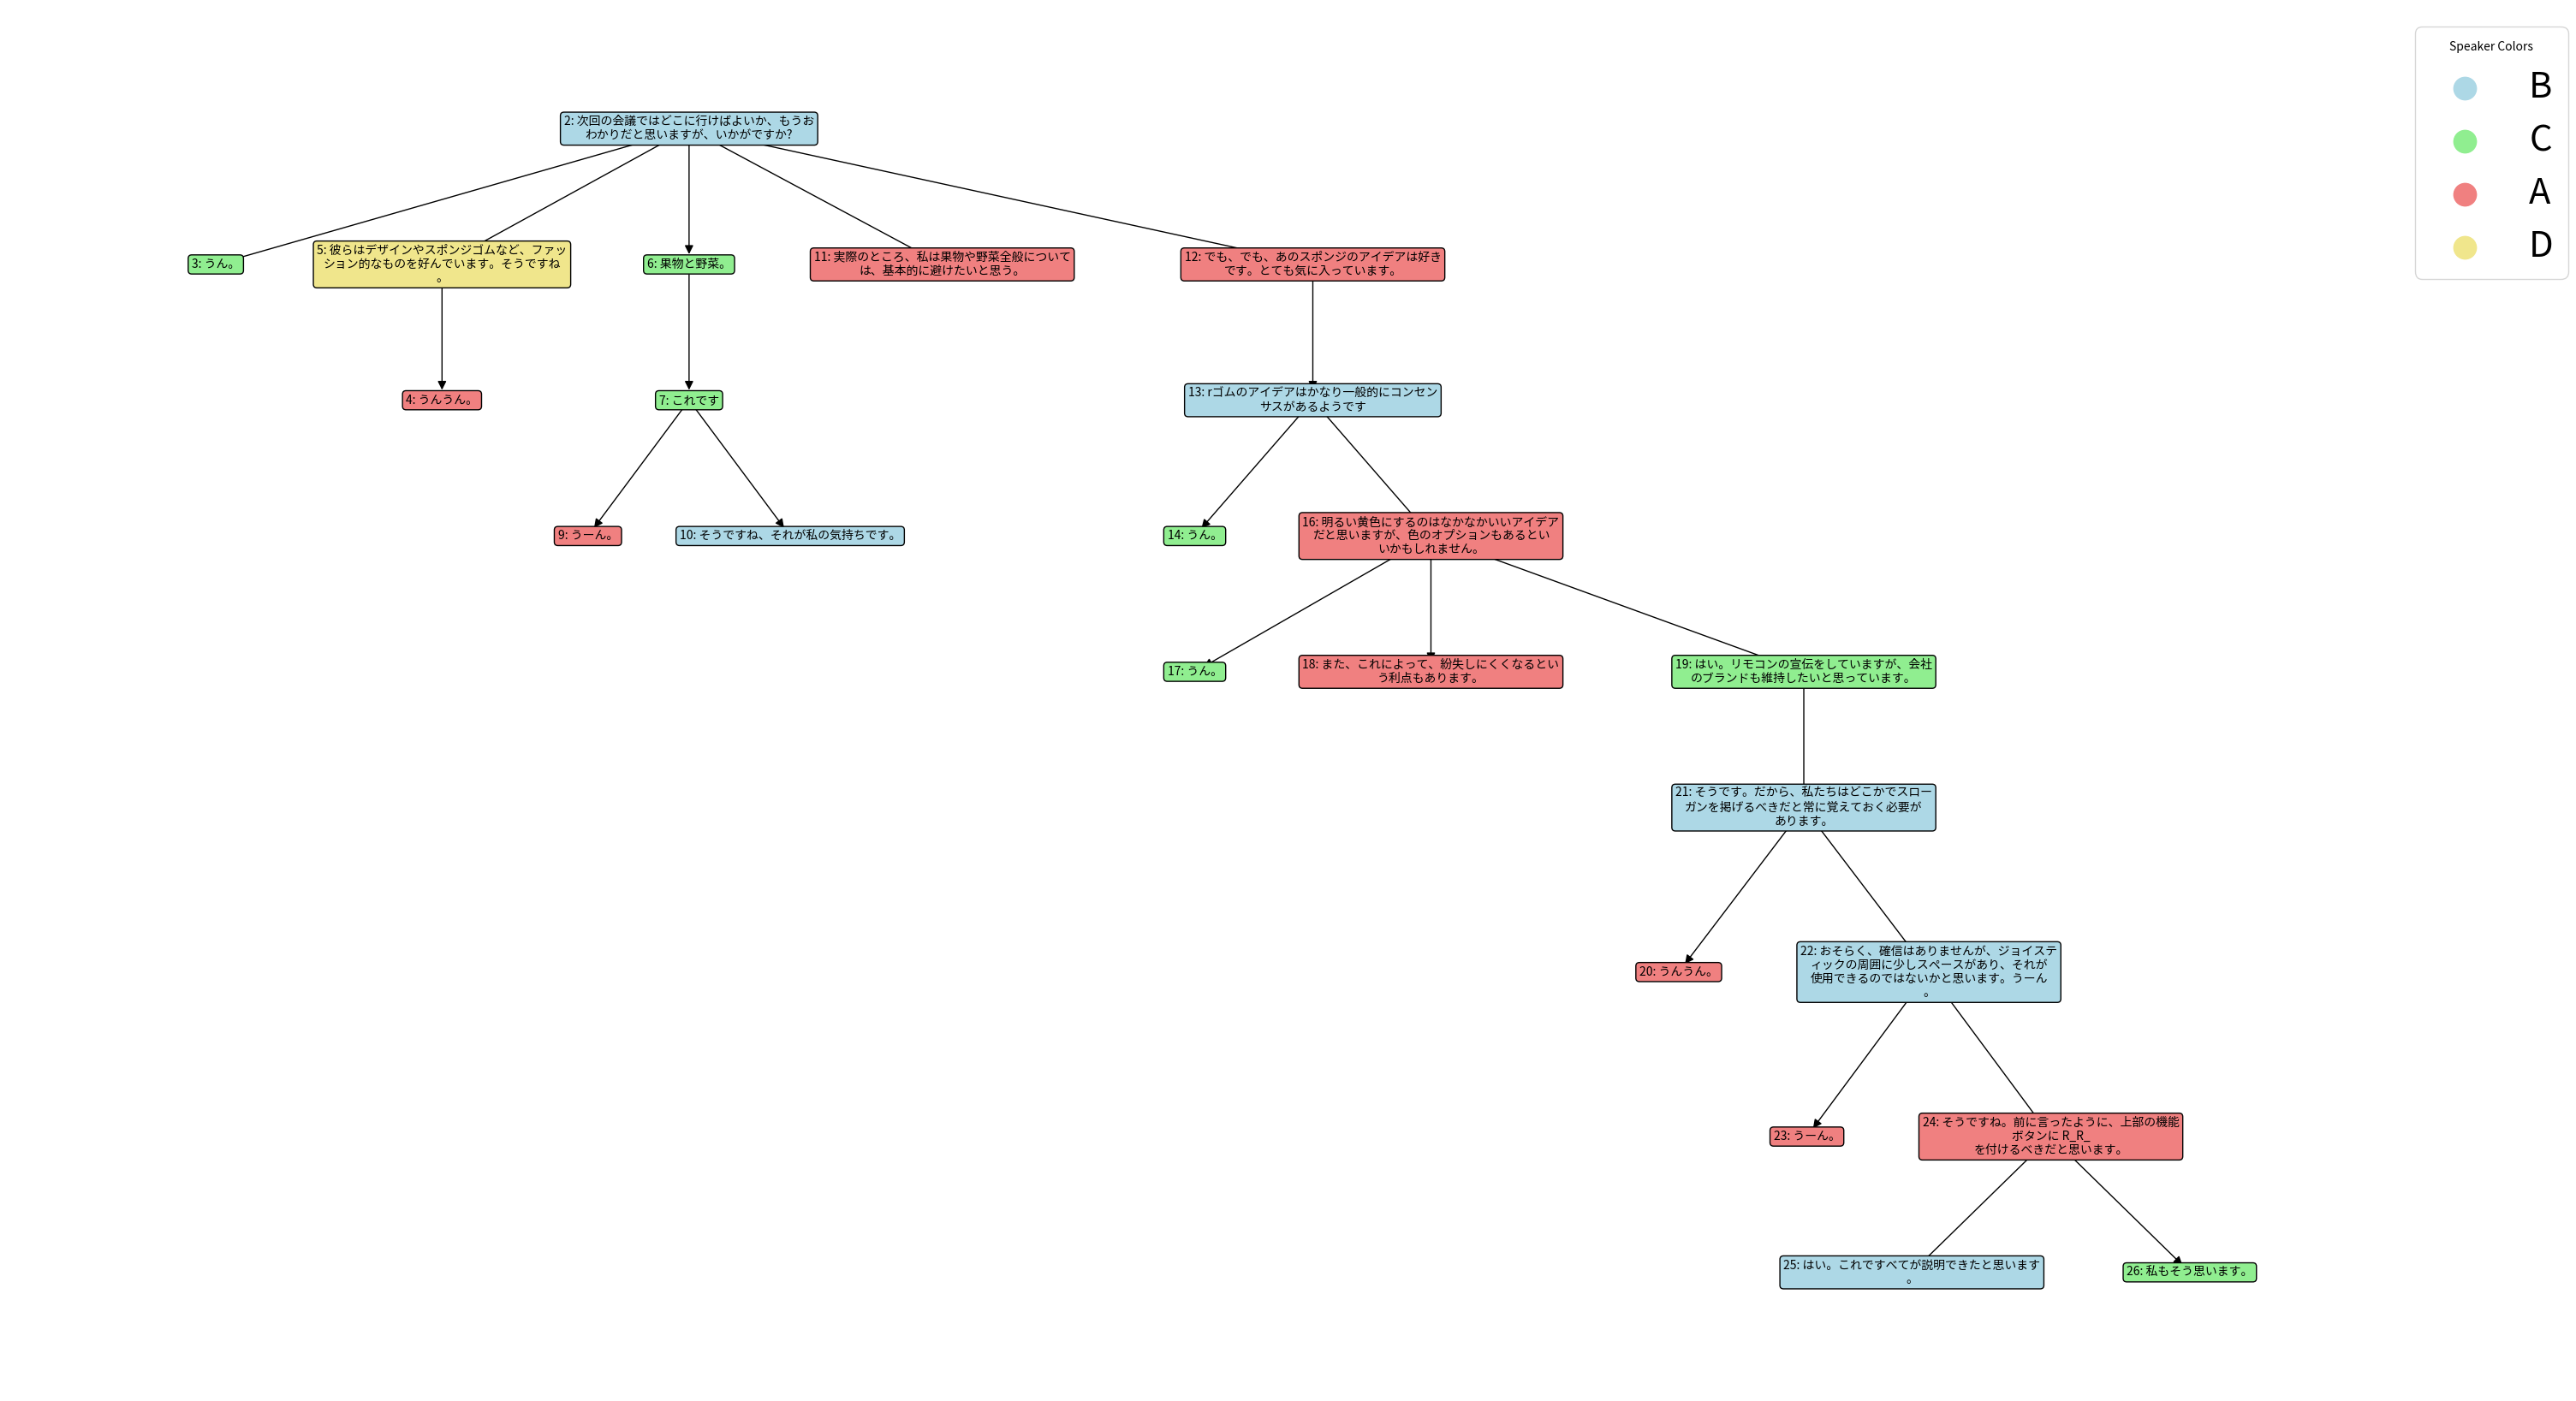 Speaker Colors
B
C
A
D
2: 次回の会議ではどこに行けばよいか、もうお
わかりだと思いますが、いかがですか?
3: うん。
5: 彼らはデザインやスポンジゴムなど、ファッ
ション的なものを好んでいます。そうですね
。
6: 果物と野菜。
11: 実際のところ、私は果物や野菜全般について
は、基本的に避けたいと思う。
12: でも、でも、あのスポンジのアイデアは好き
です。とても気に入っています。
4: うんうん。
7: これです
13: rゴムのアイデアはかなり一般的にコンセン
サスがあるようです
9: うーん。
10: そうですね、それが私の気持ちです。
14: うん。
16: 明るい黄色にするのはなかなかいいアイデア
だと思いますが、色のオプションもあるとい
いかもしれません。
17: うん。
18: また、これによって、紛失しにくくなるとい
う利点もあります。
19: はい。リモコンの宣伝をしていますが、会社
のブランドも維持したいと思っています。
21: そうです。だから、私たちはどこかでスロー
ガンを掲げるべきだと常に覚えておく必要が
あります。
20: うんうん。
22: おそらく、確信はありませんが、ジョイステ
ィックの周囲に少しスペースがあり、それが
使用できるのではないかと思います。うーん
。
23: うーん。
24: そうですね。前に言ったように、上部の機能
ボタンに R_R_
を付けるべきだと思います。
25: はい。これですべてが説明できたと思います
。
26: 私もそう思います。